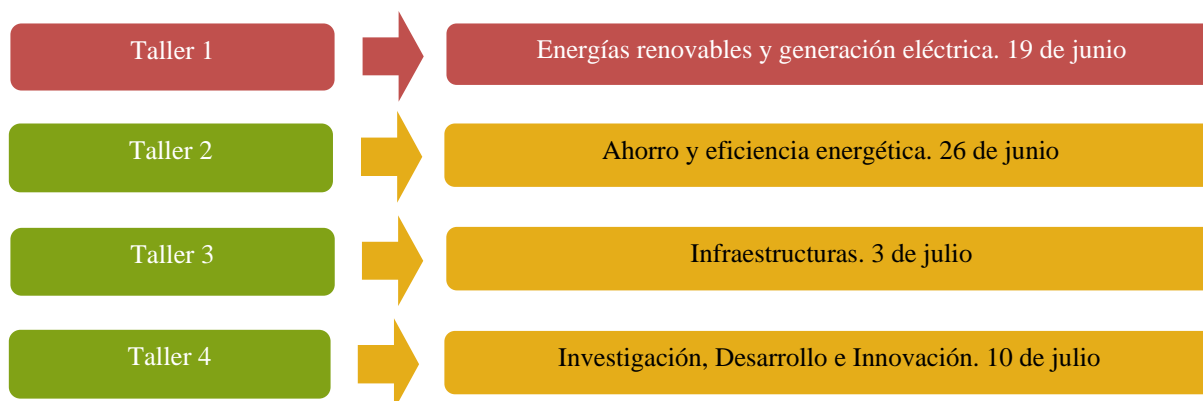 Taller 1
Energías renovables y generación eléctrica. 19 de junio
Taller 2
Ahorro y eficiencia energética. 26 de junio
Taller 3
Infraestructuras. 3 de julio
Taller 4
Investigación, Desarrollo e Innovación. 10 de julio